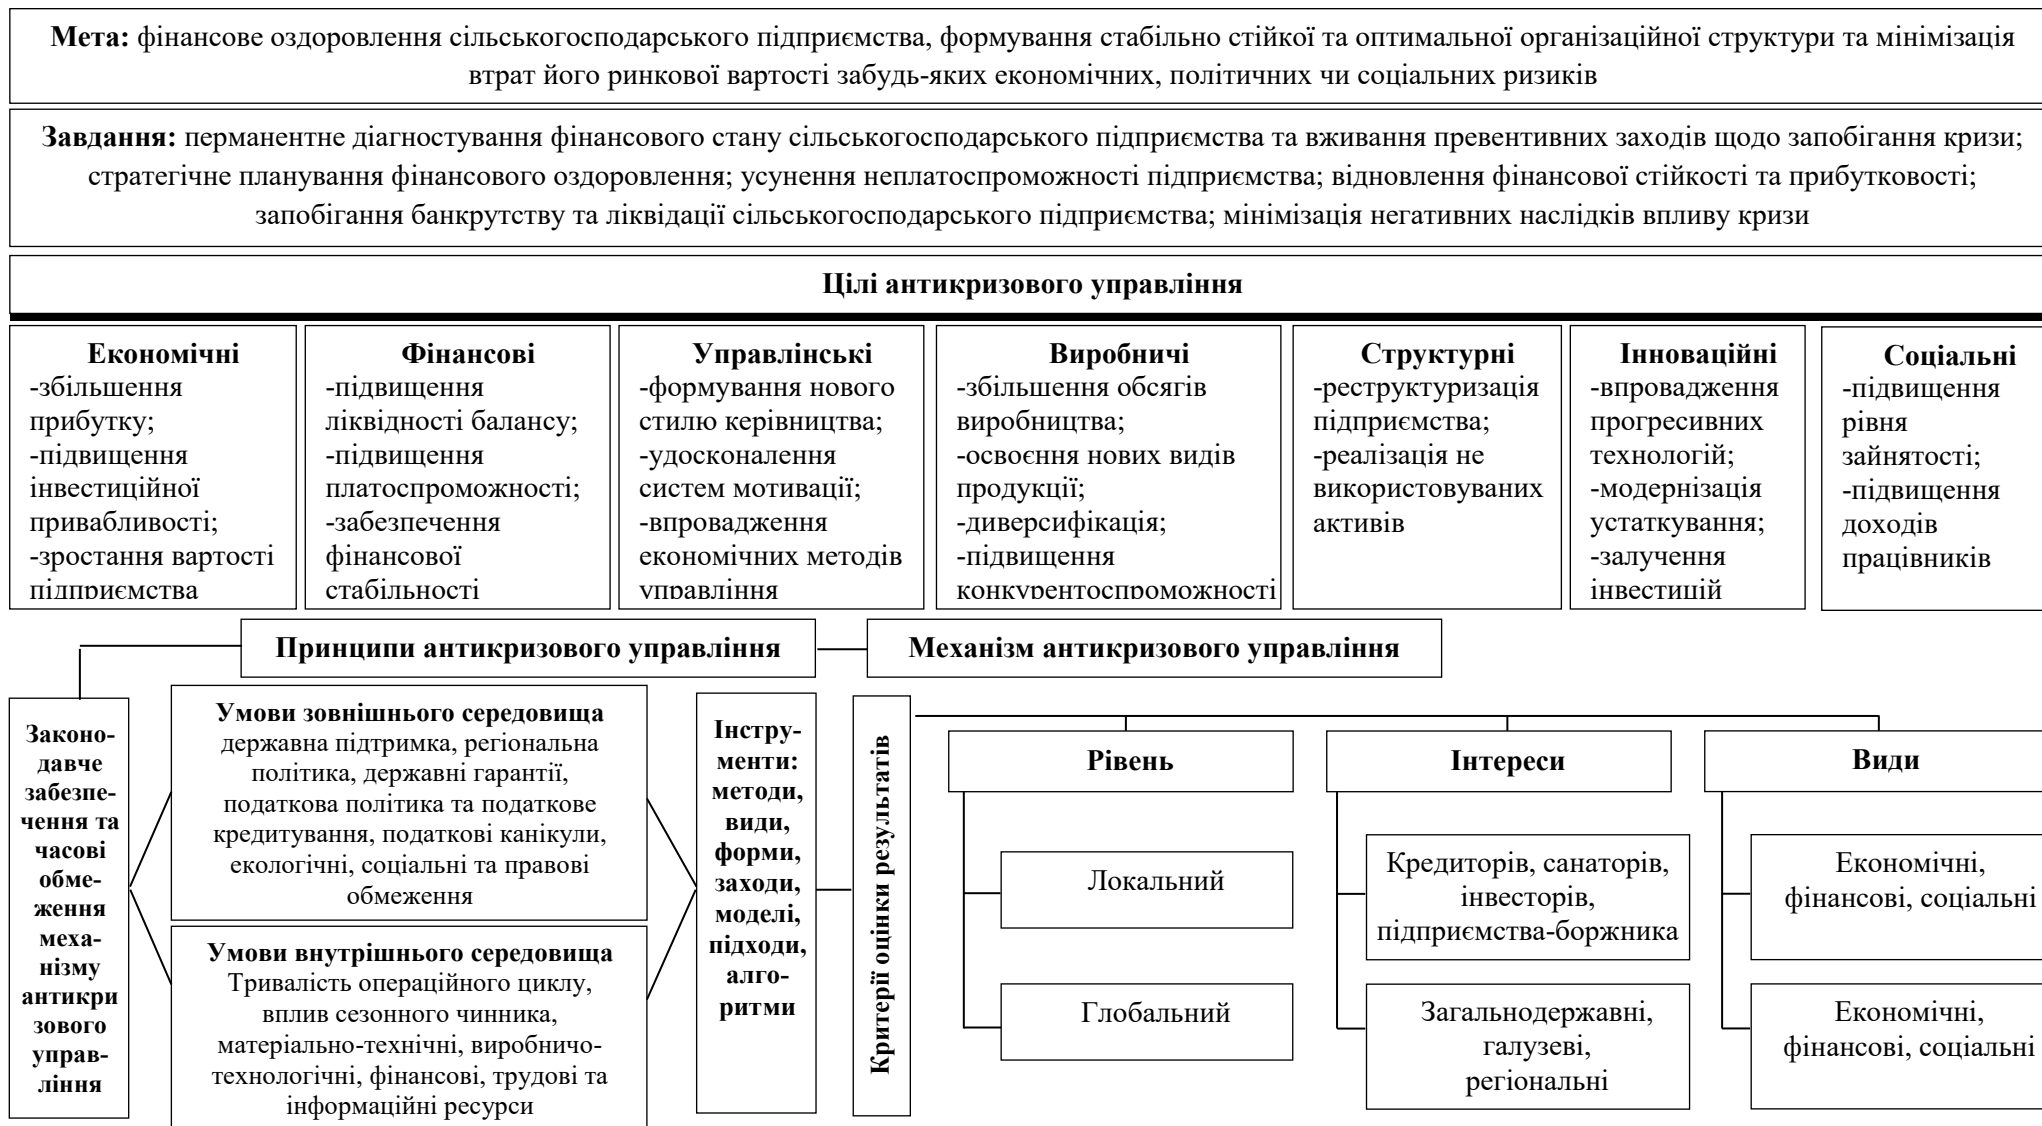 Мета: фінансове оздоровлення сільськогосподарського підприємства, формування стабільно стійкої та оптимальної організаційної структури та мінімізація
втрат його ринкової вартості забудь-яких економічних, політичних чи соціальних ризиків
Завдання: перманентне діагностування фінансового стану сільськогосподарського підприємства та вживання превентивних заходів щодо запобігання кризи;
стратегічне планування фінансового оздоровлення; усунення неплатоспроможності підприємства; відновлення фінансової стійкості та прибутковості;
запобігання банкрутству та ліквідації сільськогосподарського підприємства; мінімізація негативних наслідків впливу кризи
Цілі антикризового управління
Економічні
-збільшення
прибутку;
-підвищення
інвестиційної
привабливості;
-зростання вартості
підприємства
Фінансові
-підвищення
ліквідності балансу;
-підвищення
платоспроможності;
-забезпечення
фінансової
стабільності
Управлінські
-формування нового
стилю керівництва;
-удосконалення
систем мотивації;
-впровадження
економічних методів
управління
Виробничі
-збільшення обсягів
виробництва;
-освоєння нових видів
продукції;
-диверсифікація;
-підвищення
конкурентоспроможності
Структурні
-реструктуризація
підприємства;
-реалізація не
використовуваних
активів
Інноваційні
-впровадження
прогресивних
технологій;
-модернізація
устаткування;
-залучення
інвестицій
Соціальні
-підвищення
рівня
зайнятості;
-підвищення
доходів
працівників
Принципи антикризового управління
Механізм антикризового управління
Законо-
давче
забезпе-
чення та
часові
обме-
ження
меха-
нізму
антикри
зового
управ-
ління
Умови зовнішнього середовища
державна підтримка, регіональна
політика, державні гарантії,
податкова політика та податкове
кредитування, податкові канікули,
екологічні, соціальні та правові
обмеження
Умови внутрішнього середовища
Тривалість операційного циклу,
вплив сезонного чинника,
матеріально-технічні, виробничо-
технологічні, фінансові, трудові та
інформаційні ресурси
Інстру-
менти:
методи,
види,
форми,
заходи,
моделі,
підходи,
алго-
ритми
Критерії оцінки результатів
Рівень
Локальний
Глобальний
Інтереси
Кредиторів, санаторів,
інвесторів,
підприємства-боржника
Загальнодержавні,
галузеві,
регіональні
Види
Економічні,
фінансові, соціальні
Економічні,
фінансові, соціальні